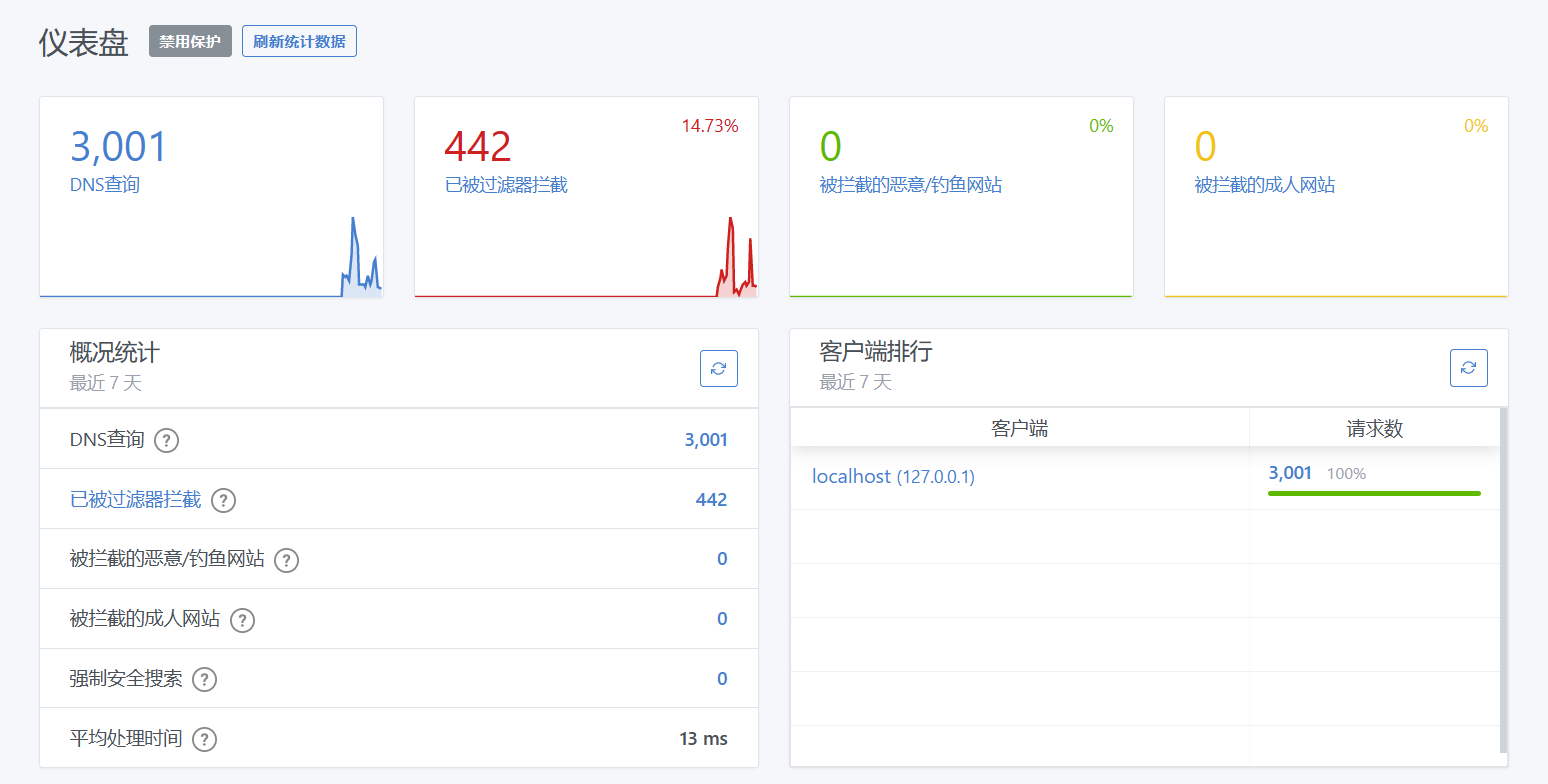 仪表盘 禁用保护 刷新统计数据
3,001
DNS查询
14.73%
442
已被过滤器拦截
0%
0
被拦截的恶意/钓鱼网站
0%
0
被拦截的成人网站
概况统计
最近 7 天
DNS查询 ? 3,001
已被过滤器拦截 ? 442
被拦截的恶意/钓鱼网站 ? 0
被拦截的成人网站 ? 0
强制安全搜索 ? 0
平均处理时间 ? 13 ms
客户端排行
最近 7 天
客户端 请求数
localhost (127.0.0.1) 3,001 100%